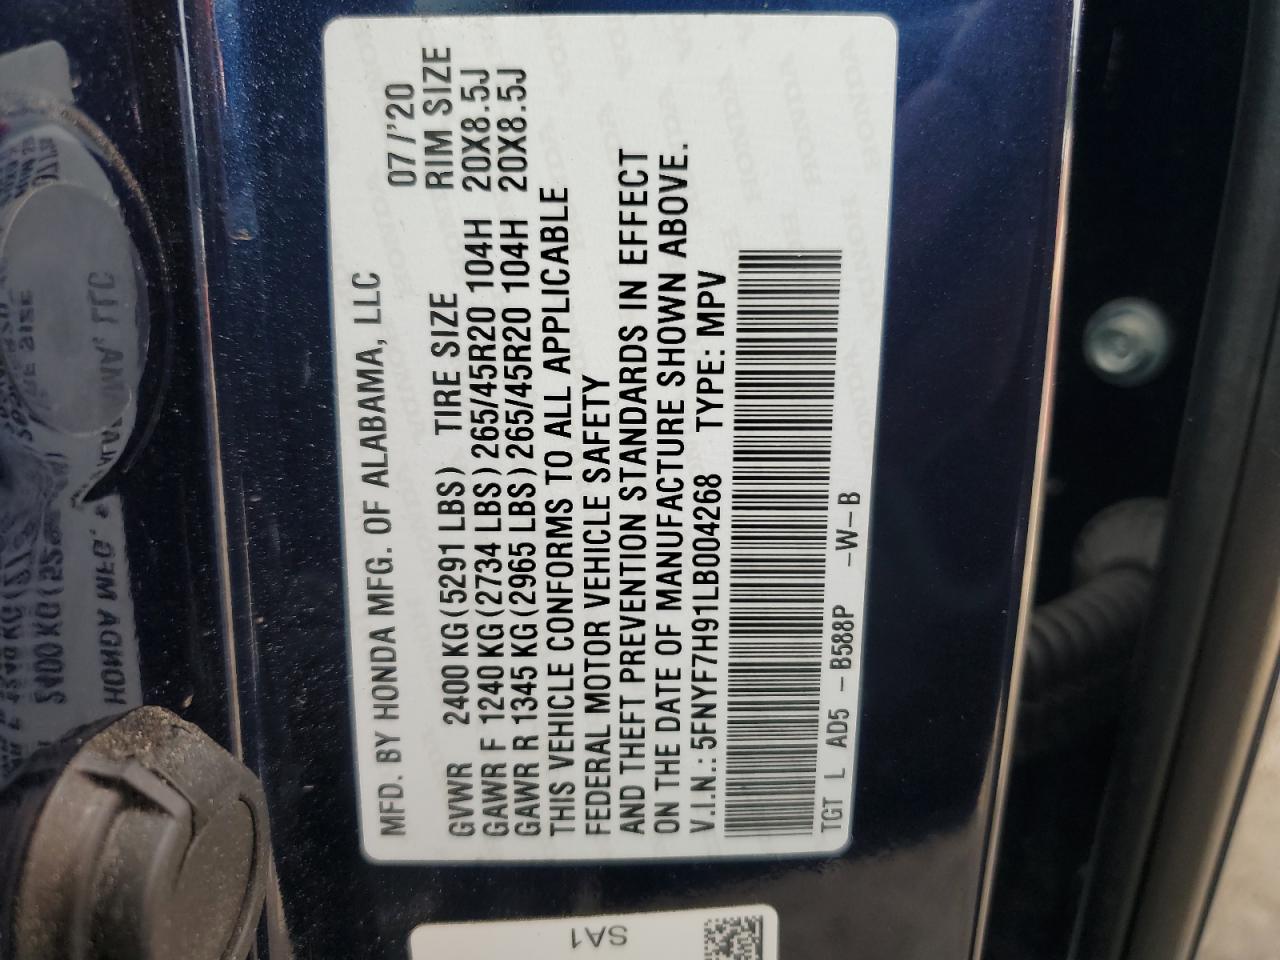 MFD. BY HONDA MFG. OF ALABAMA, LLC 07/'20
GVWR 2400 KG (5291 LBS) TIRE SIZE RIM SIZE
GAWR F 1240 KG (2734 LBS) 265/45R20 104H 20X8.5J
GAWR R 1345 KG (2965 LBS) 265/45R20 104H 20X8.5J
THIS VEHICLE CONFORMS TO ALL APPLICABLE
FEDERAL MOTOR VEHICLE SAFETY
AND THEFT PREVENTION STANDARDS IN EFFECT
ON THE DATE OF MANUFACTURE SHOWN ABOVE.
V.I.N.: 5FNYF7H91LB004268 TYPE: MPV
TGT L AD5 -B588P -W-B
SA1